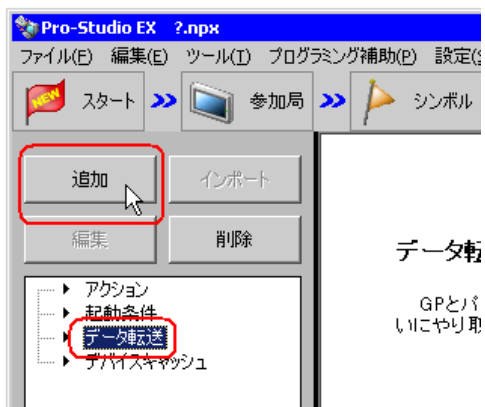 Pro-Studio EX ?.npx
ファイル(F) 編集(E) ツール(T) プログラミング補助(P) 設定(S
NEW スタート 参加局 シンボル
追加 インポート
編集 削除
アクション
起動条件
データ転送
デバイスキャッシュ
データ転
GPとパ
いにやり取